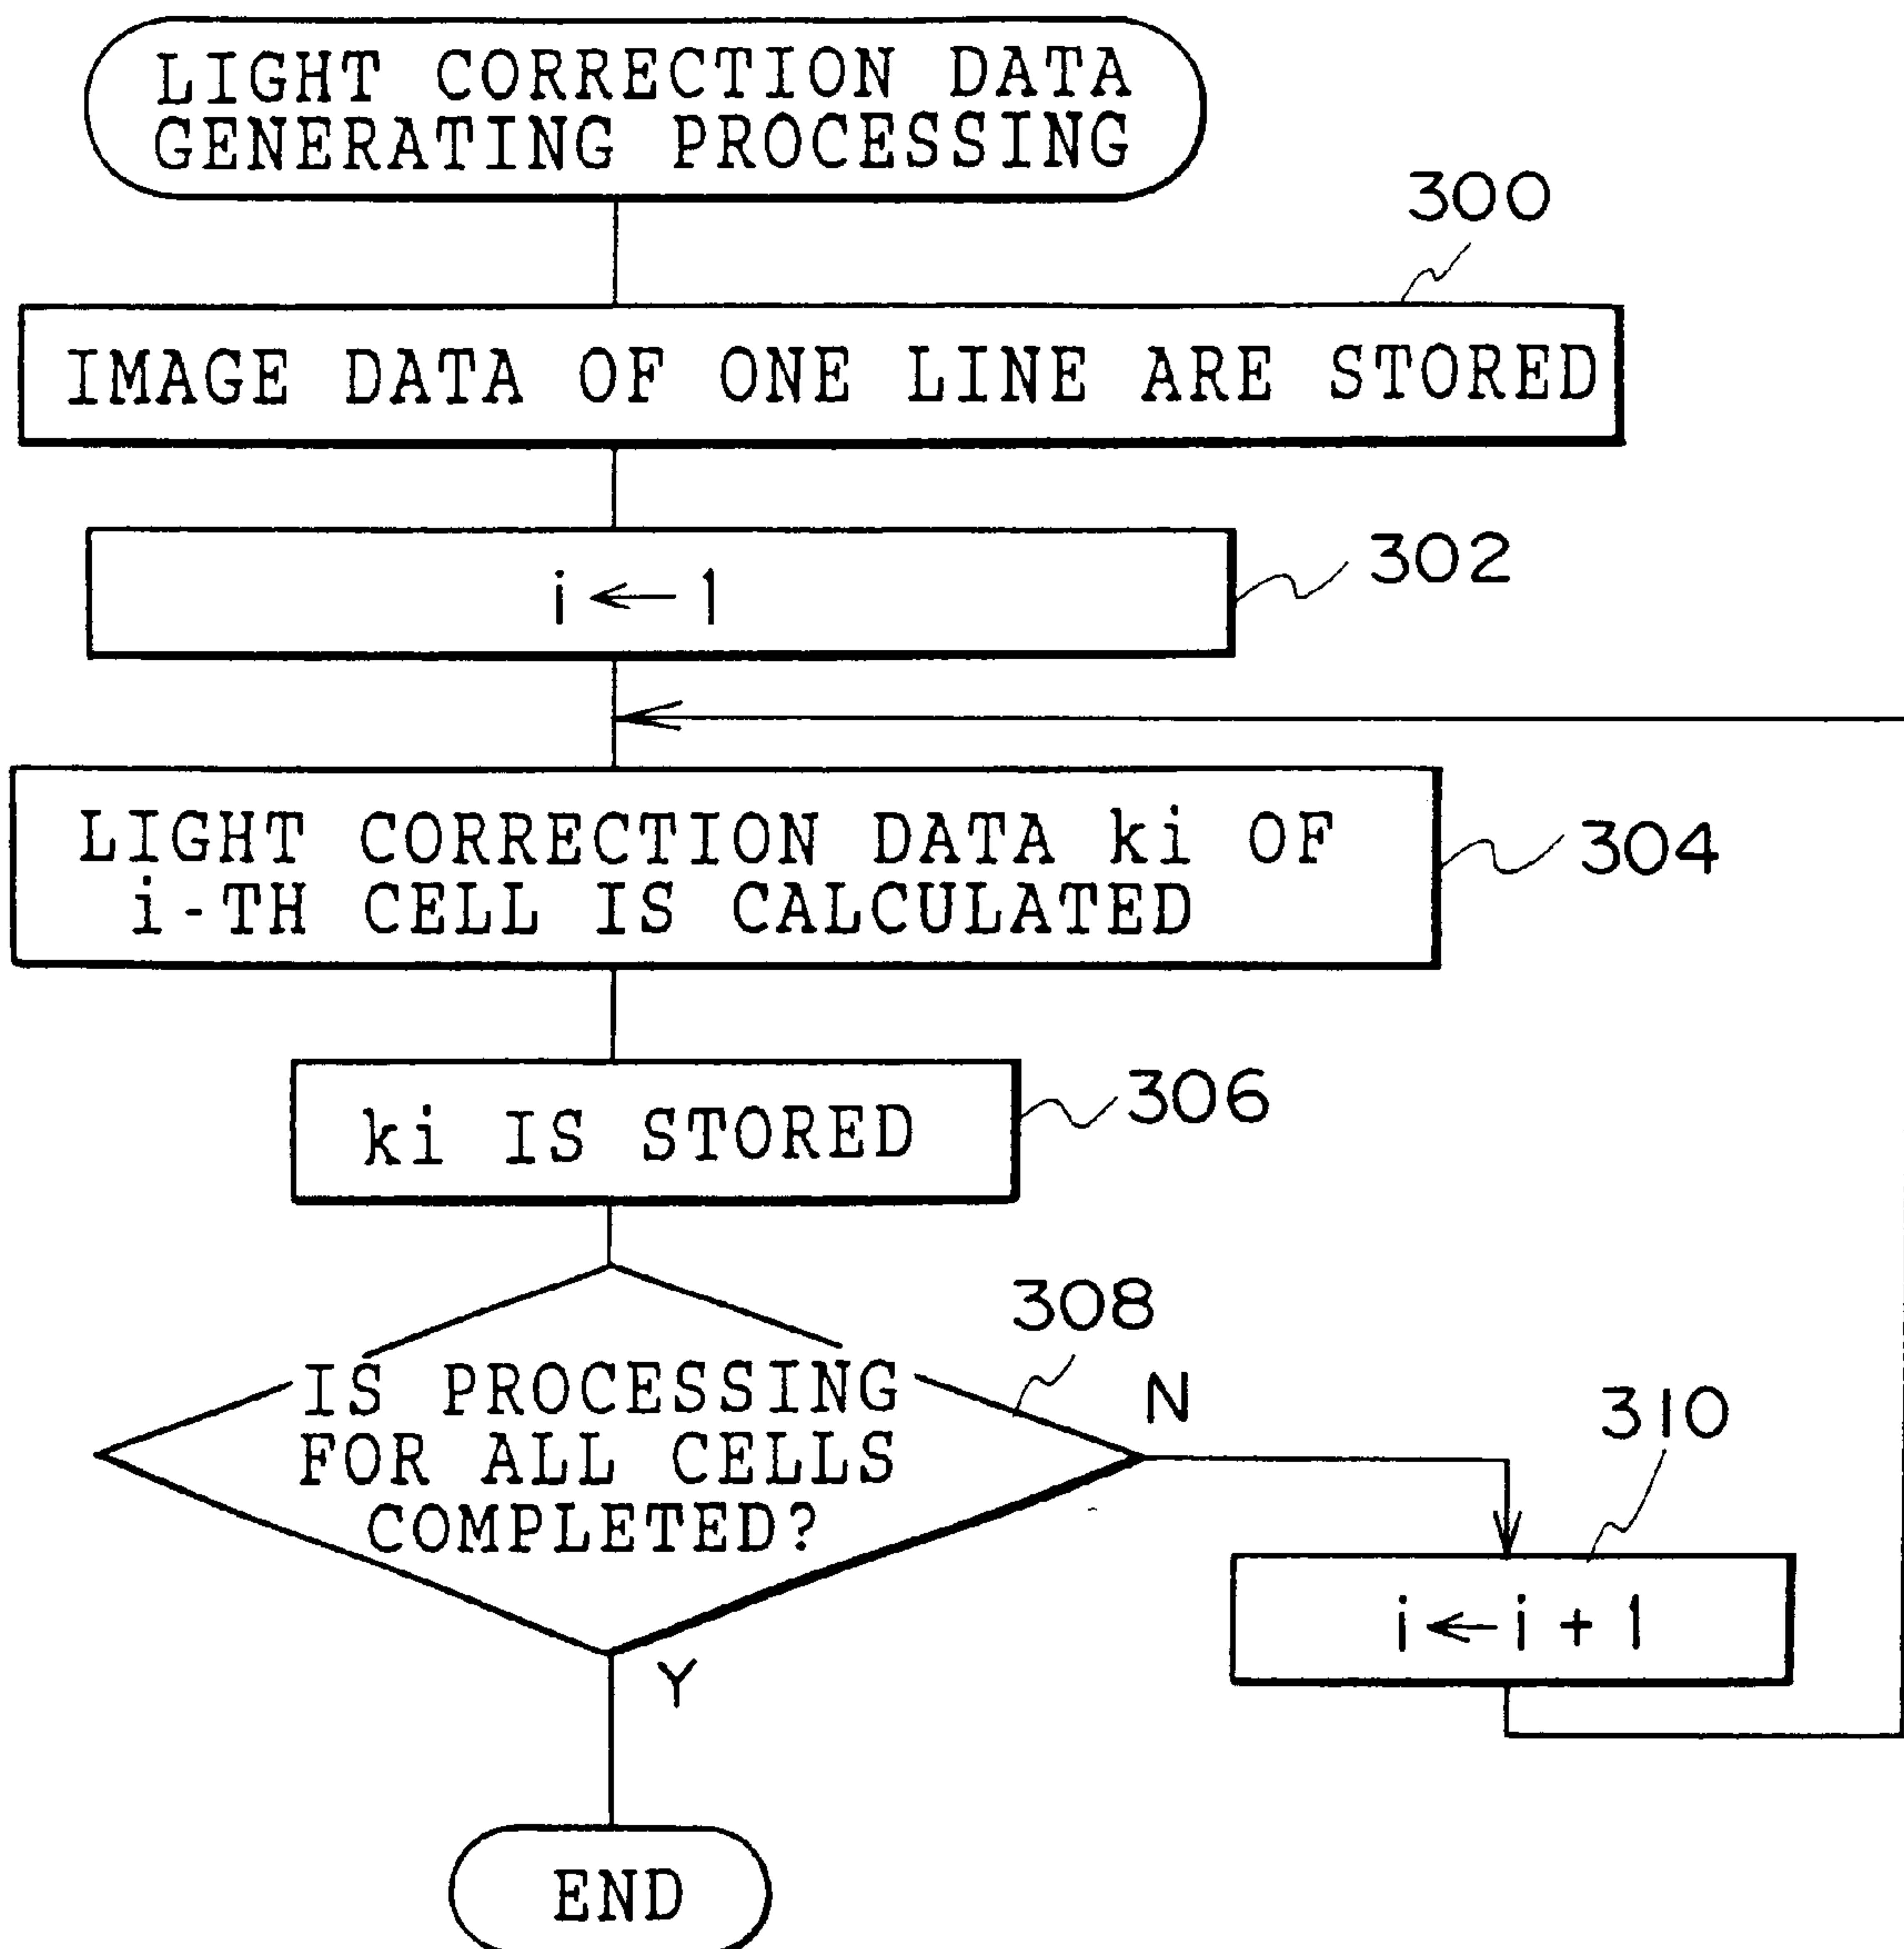 LIGHT CORRECTION DATA
GENERATING PROCESSING
300
IMAGE DATA OF ONE LINE ARE STORED
i ← 1
302
LIGHT CORRECTION DATA ki OF
i-TH CELL IS CALCULATED
304
ki IS STORED
306
308
IS PROCESSING
FOR ALL CELLS
COMPLETED?
N
310
i ← i + 1
Y
END